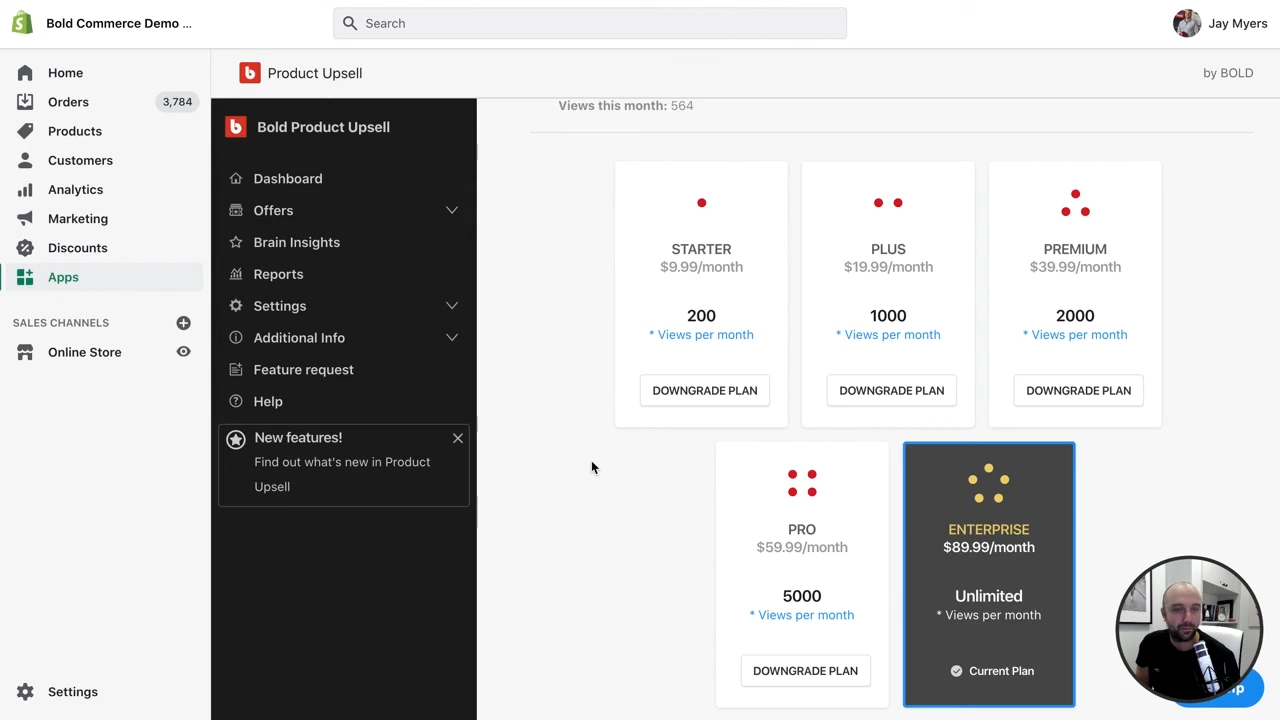 Bold Commerce Demo ...
Search
Jay Myers
Home
Orders
3,784
Products
Customers
Analytics
Marketing
Discounts
Apps
SALES CHANNELS
Online Store
Settings
Product Upsell
by BOLD
Bold Product Upsell
Dashboard
Offers
Brain Insights
Reports
Settings
Additional Info
Feature request
Help
New features!
Find out what's new in Product
Upsell
Views this month: 564
STARTER
$9.99/month
200
* Views per month
DOWNGRADE PLAN
PLUS
$19.99/month
1000
* Views per month
DOWNGRADE PLAN
PREMIUM
$39.99/month
2000
* Views per month
DOWNGRADE PLAN
PRO
$59.99/month
5000
* Views per month
DOWNGRADE PLAN
ENTERPRISE
$89.99/month
Unlimited
* Views per month
Current Plan